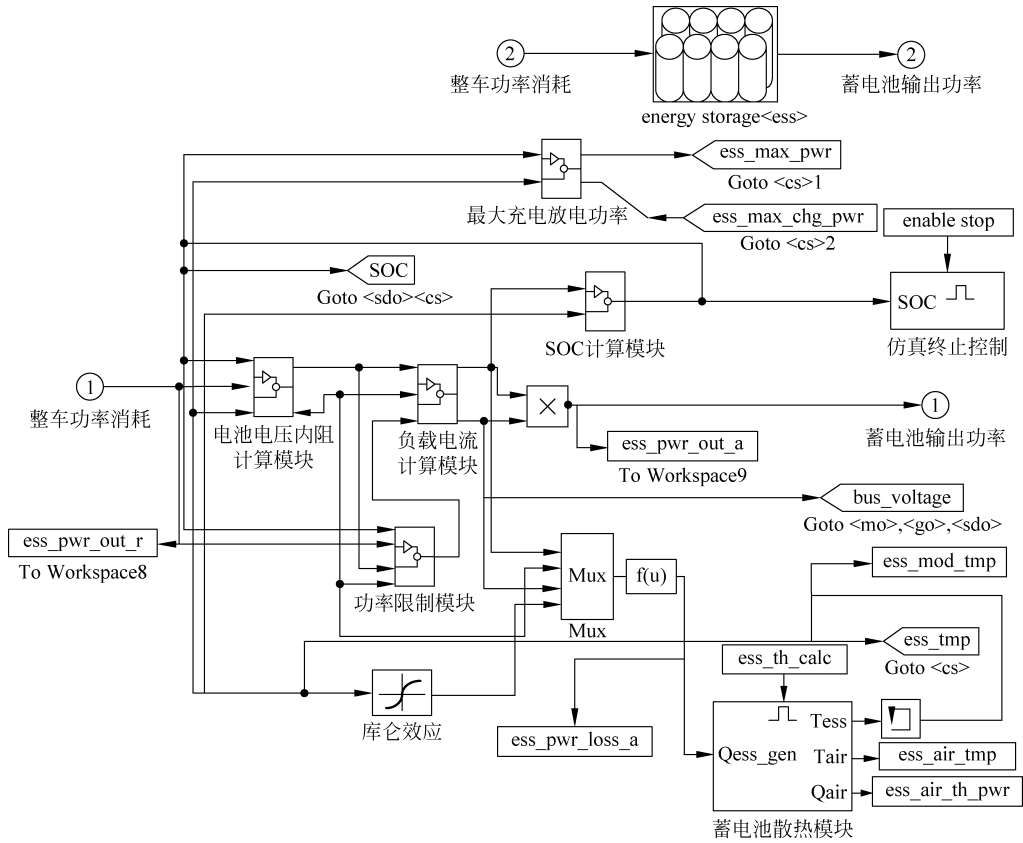 2
整车功率消耗
energy storage<ess>
2
蓄电池输出功率
最大充电放电功率
ess_max_pwr
Goto <cs>1
ess_max_chg_pwr
Goto <cs>2
enable stop
SOC
Goto <sdo><cs>
SOC计算模块
SOC
仿真终止控制
1
整车功率消耗
电池电压内阻
计算模块
负载电流
计算模块
×
1
蓄电池输出功率
ess_pwr_out_a
To Workspace9
bus_voltage
Goto <mo>,<go>,<sdo>
ess_pwr_out_r
To Workspace8
功率限制模块
Mux
Mux
f(u)
ess_mod_tmp
ess_tmp
Goto <cs>
库仑效应
ess_pwr_loss_a
ess_th_calc
Qess_gen
Tess
Tair
Qair
蓄电池散热模块
ess_air_tmp
ess_air_th_pwr